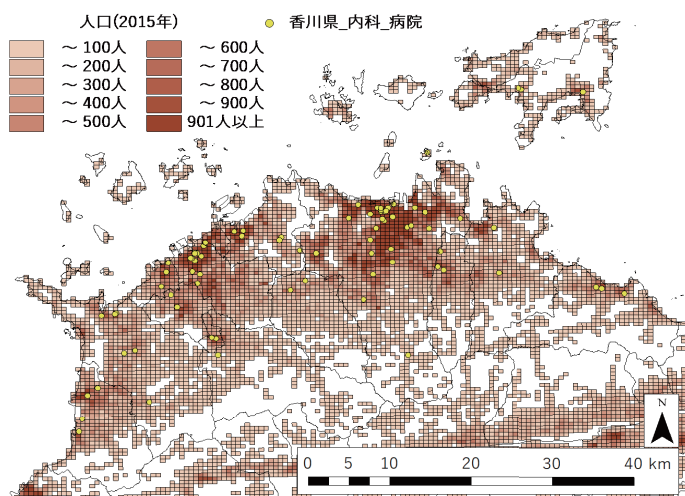 人口(2015年)
香川県_内科_病院
～100人
～200人
～300人
～400人
～500人
～600人
～700人
～800人
～900人
901人以上
N
0 5 10 20 30 40 km